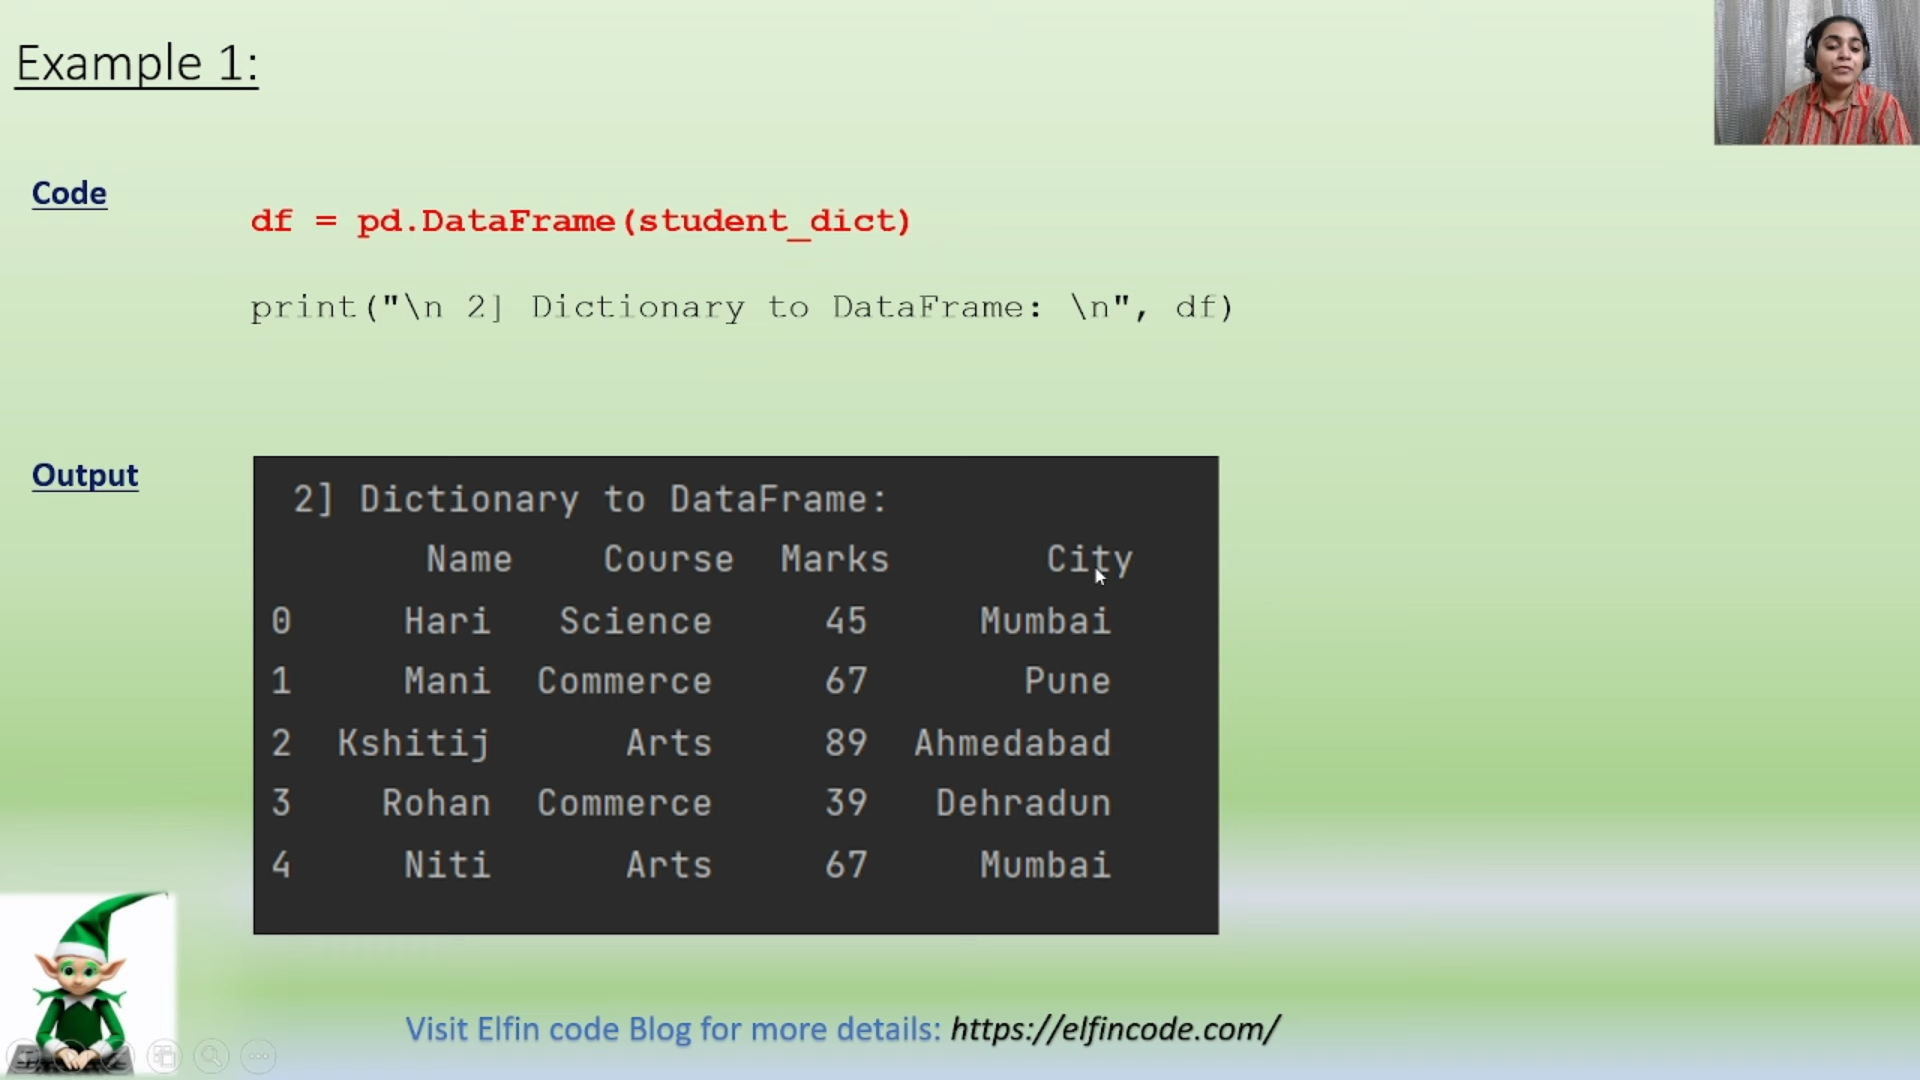 Example 1:
Code
df = pd.DataFrame(student_dict)
print("\n 2] Dictionary to DataFrame: \n", df)
Output
2] Dictionary to DataFrame:
Name Course Marks City
0 Hari Science 45 Mumbai
1 Mani Commerce 67 Pune
2 Kshitij Arts 89 Ahmedabad
3 Rohan Commerce 39 Dehradun
4 Niti Arts 67 Mumbai
Visit Elfin code Blog for more details: https://elfincode.com/